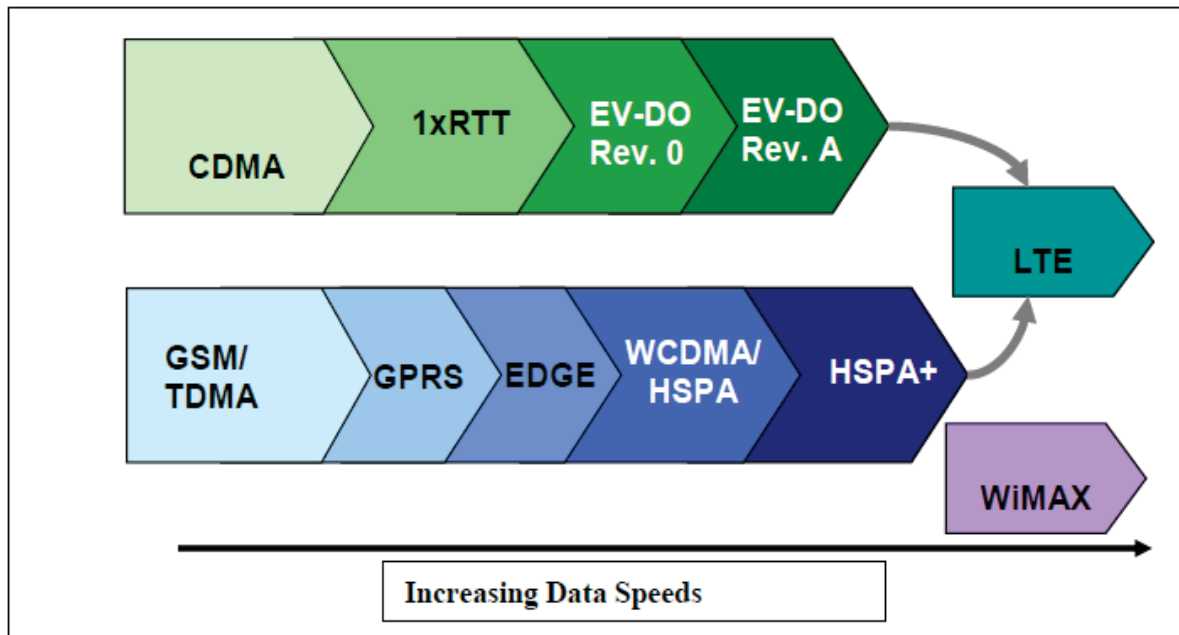 CDMA
1xRTT
EV-DO
Rev. 0
EV-DO
Rev. A
LTE
GSM/
TDMA
GPRS
EDGE
WCDMA/
HSPA
HSPA+
WiMAX
Increasing Data Speeds